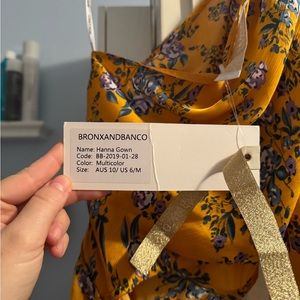 BRONXANDBANCO
Name: Hanna Gown
Code: BB-2019-01-28
Color: Multicolor
Size: AUS 10/ US 6/M